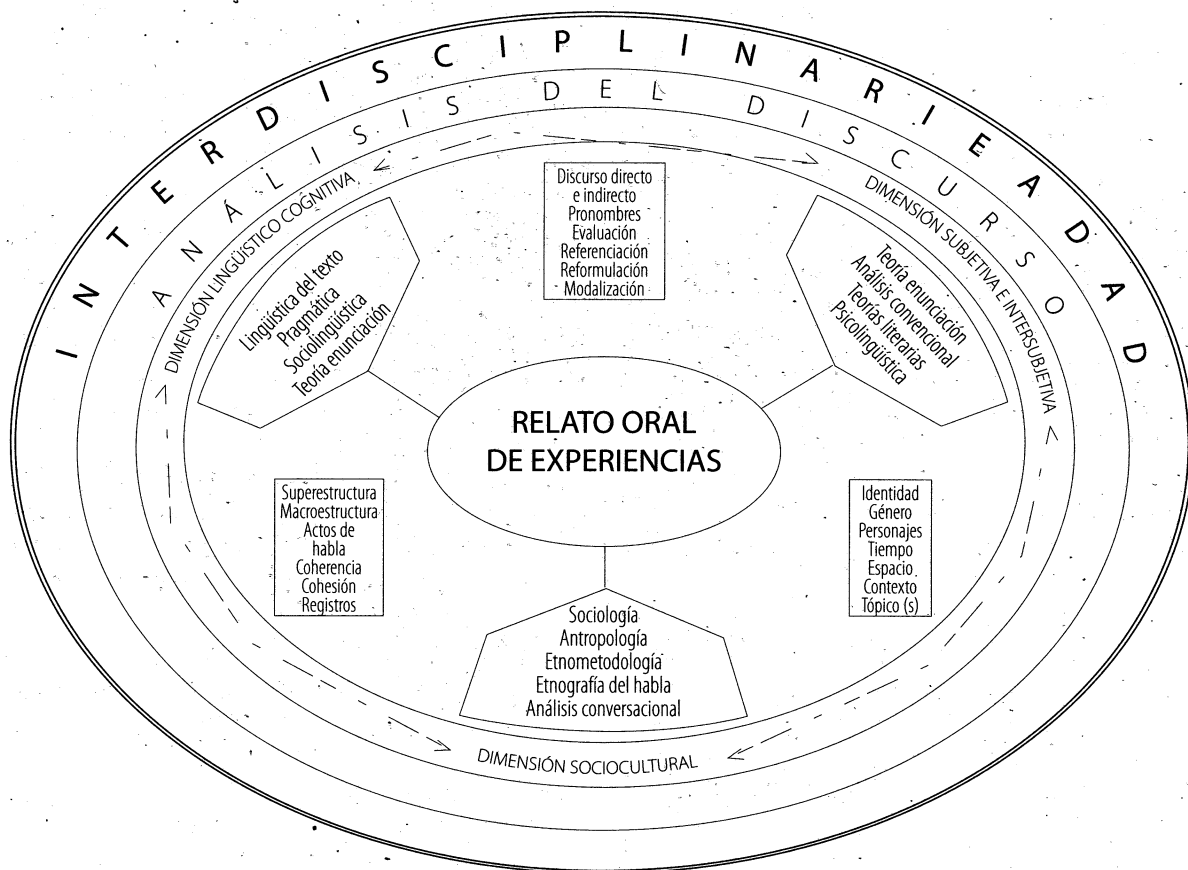 INTERDISCIPLINARIEDAD
ANÁLISIS DEL DISCURSO
DIMENSIÓN LINGÜÍSTICO COGNITIVA
DIMENSIÓN SUBJETIVA E INTERSUBJETIVA
Discurso directo
e indirecto
Pronombres
Evaluación
Referenciación
Reformulación
Modalización
Lingüística del texto
Pragmática
Sociolingüística
Teoría enunciación
Teoría enunciación
Análisis convencional
Teorías literarias
Psicolingüística
RELATO ORAL
DE EXPERIENCIAS
Superestructura
Macroestructura
Actos de
habla
Coherencia
Cohesión
Registros
Identidad
Género
Personajes
Tiempo
Espacio
Contexto
Tópico (s)
Sociología
Antropología
Etnometodología
Etnografía del habla
Análisis conversacional
DIMENSIÓN SOCIOCULTURAL